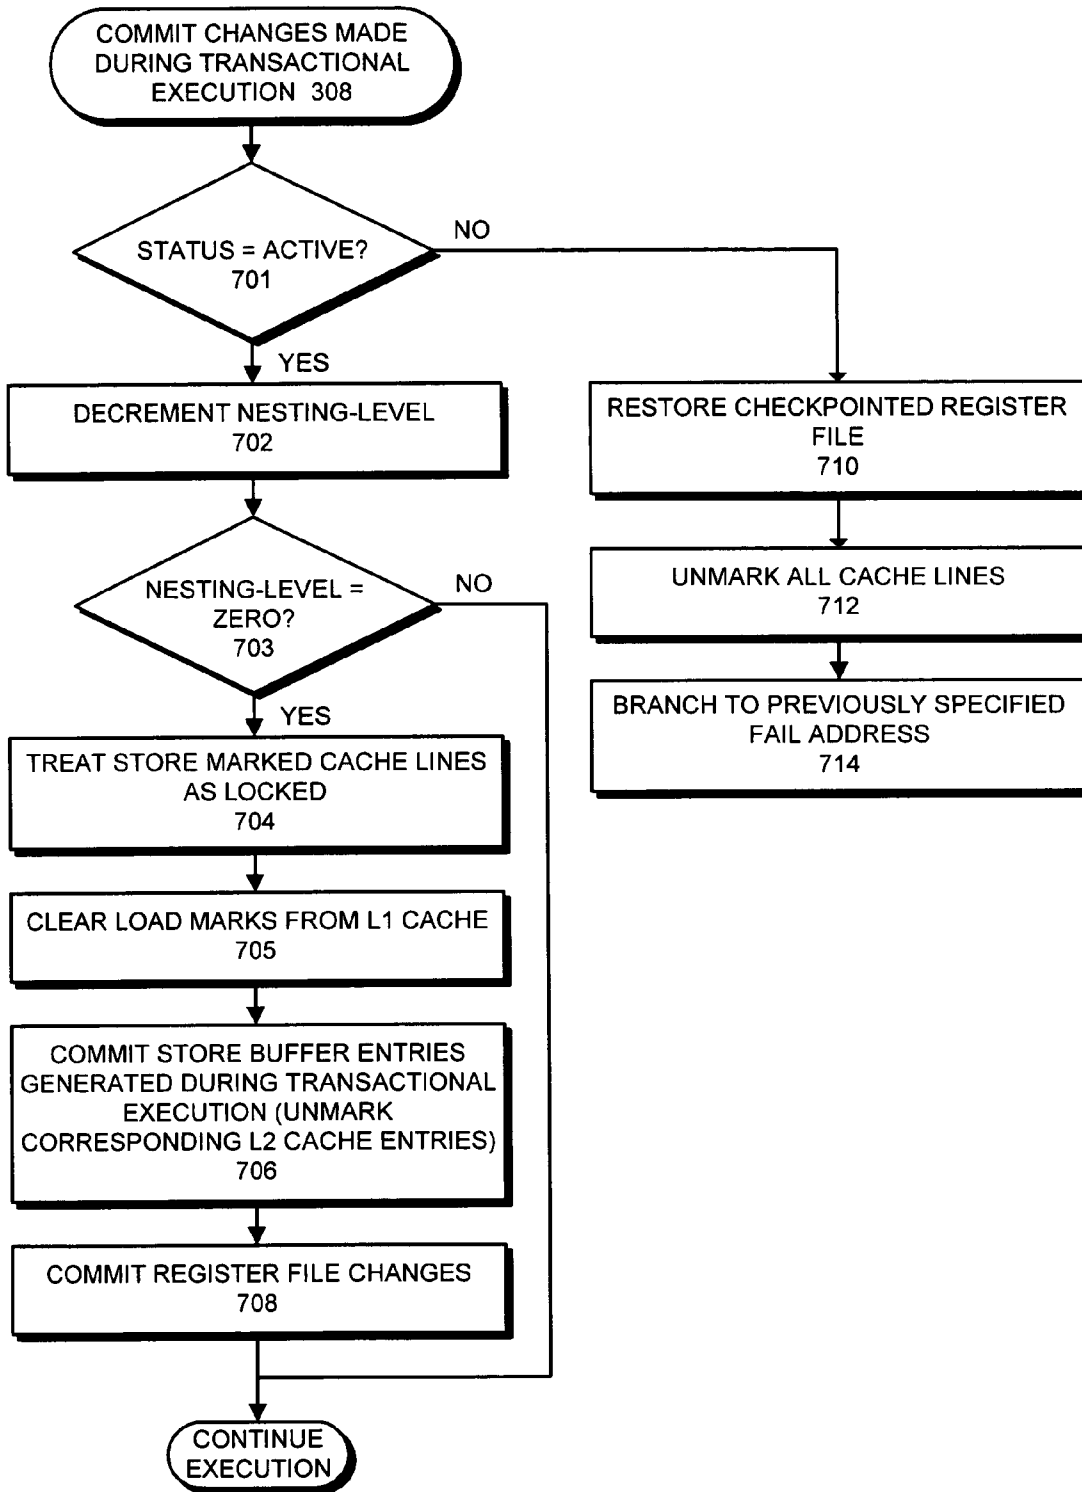 COMMIT CHANGES MADE
DURING TRANSACTIONAL
EXECUTION 308
STATUS = ACTIVE?
701
NO
YES
DECREMENT NESTING-LEVEL
702
NESTING-LEVEL =
ZERO?
703
NO
YES
TREAT STORE MARKED CACHE LINES
AS LOCKED
704
CLEAR LOAD MARKS FROM L1 CACHE
705
COMMIT STORE BUFFER ENTRIES
GENERATED DURING TRANSACTIONAL
EXECUTION (UNMARK
CORRESPONDING L2 CACHE ENTRIES)
706
COMMIT REGISTER FILE CHANGES
708
CONTINUE
EXECUTION
RESTORE CHECKPOINTED REGISTER
FILE
710
UNMARK ALL CACHE LINES
712
BRANCH TO PREVIOUSLY SPECIFIED
FAIL ADDRESS
714